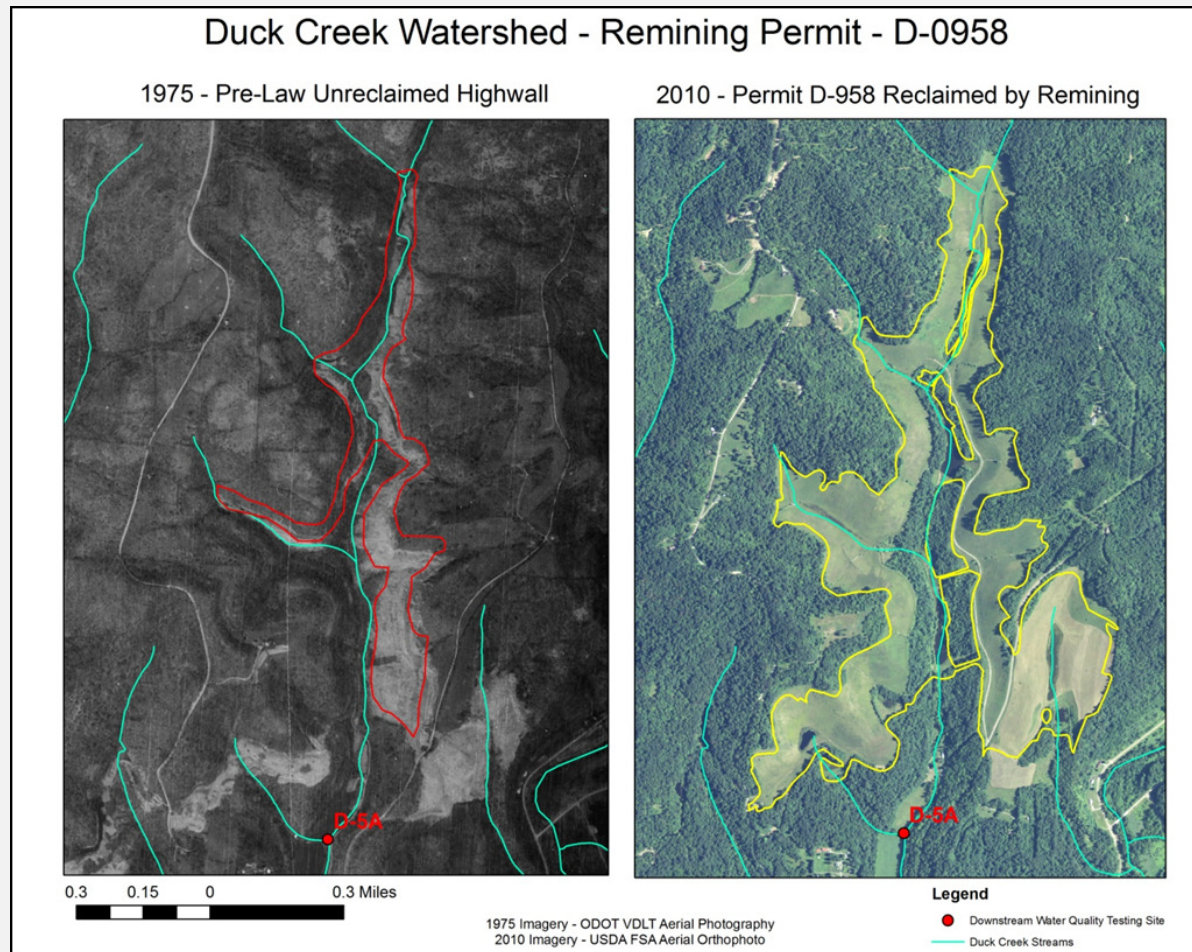 Duck Creek Watershed - Remining Permit - D-0958
1975 - Pre-Law Unreclaimed Highwall
2010 - Permit D-958 Reclaimed by Remining
D-5A
D-5A
0.3 0.15 0 0.3 Miles
1975 Imagery - ODOT VDLT Aerial Photography
2010 Imagery - USDA FSA Aerial Orthophoto
Legend
Downstream Water Quality Testing Site
Duck Creek Streams